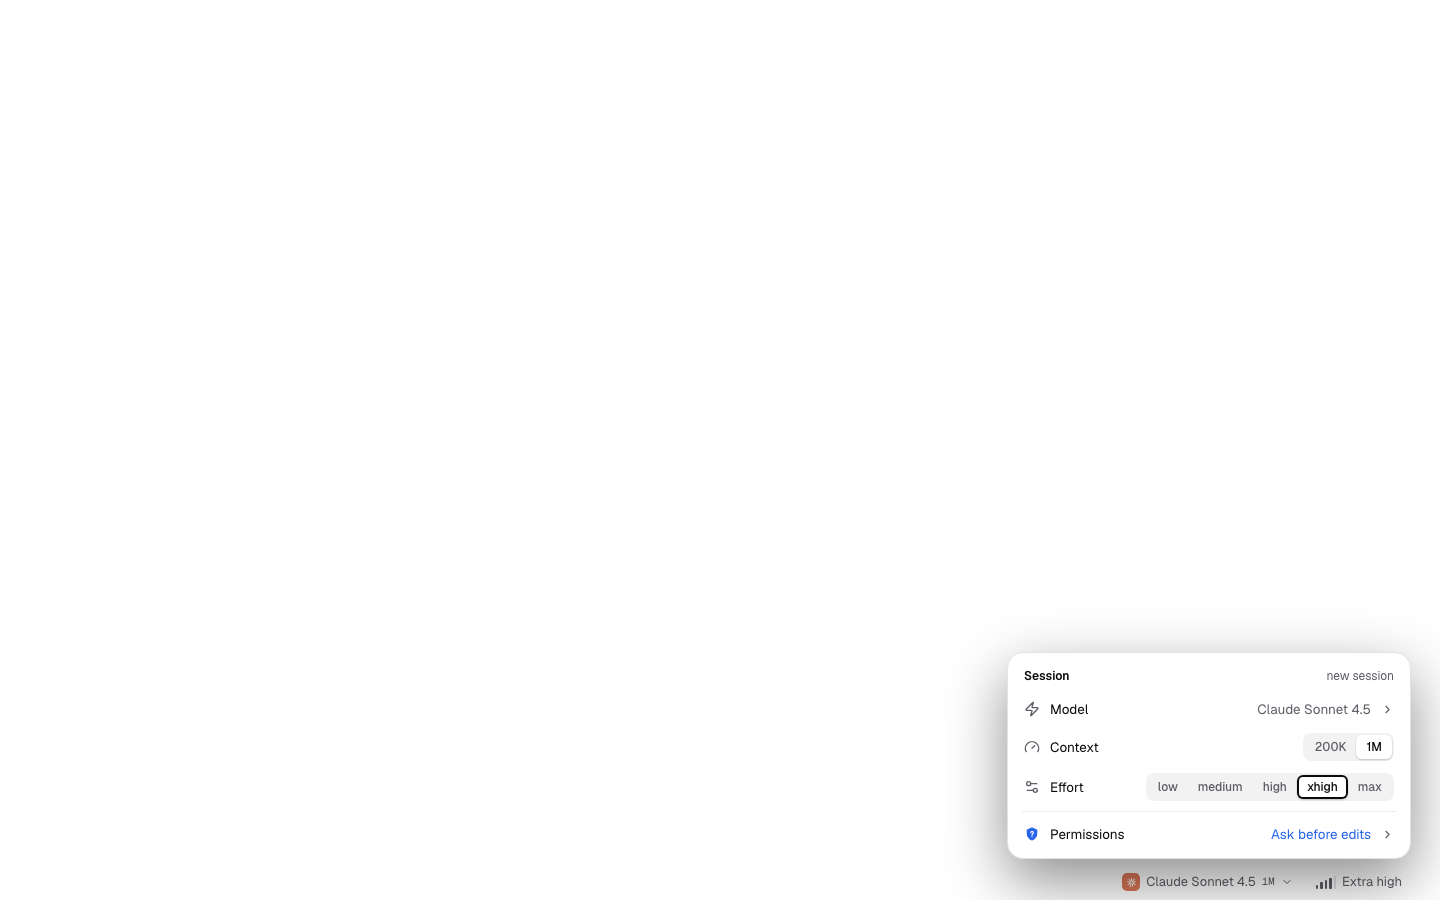 Session new session
Model Claude Sonnet 4.5
Context 200K 1M
Effort low medium high xhigh max
Permissions Ask before edits
Claude Sonnet 4.5 1M Extra high